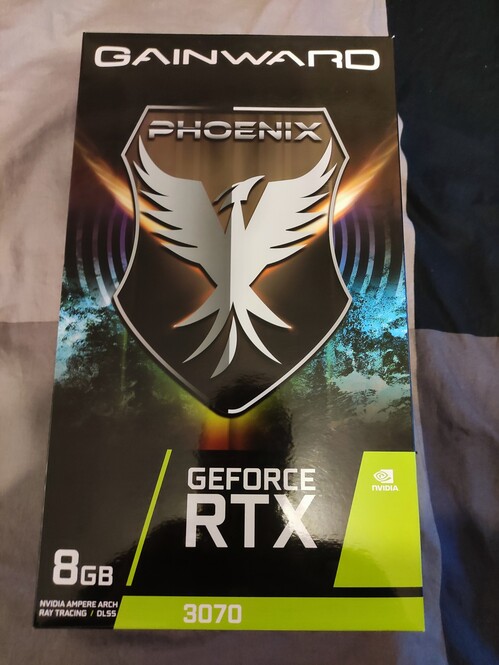 GAINWARD
PHOENIX
GEFORCE
RTX
NVIDIA
8GB
NVIDIA AMPERE ARCH
RAY TRACING / DLSS
3070